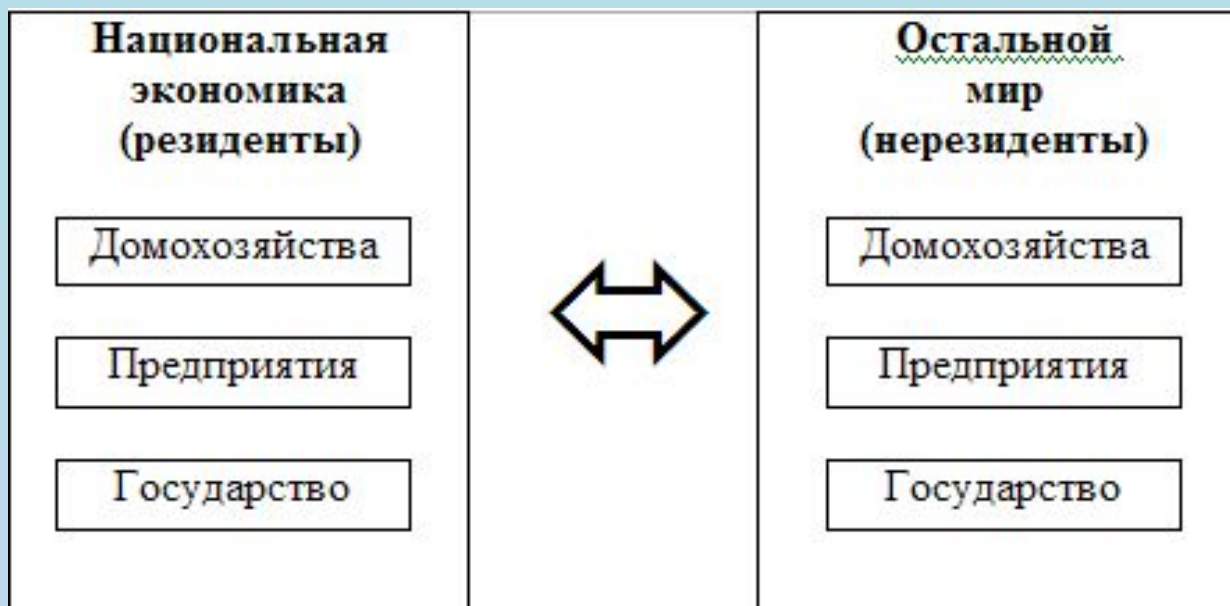 Национальная
экономика
(резиденты)
Домохозяйства
Предприятия
Государство
Остальной
мир
(нерезиденты)
Домохозяйства
Предприятия
Государство